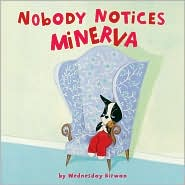 NOBODY NOTICES
MINERVA
by Wednesday Kirwan